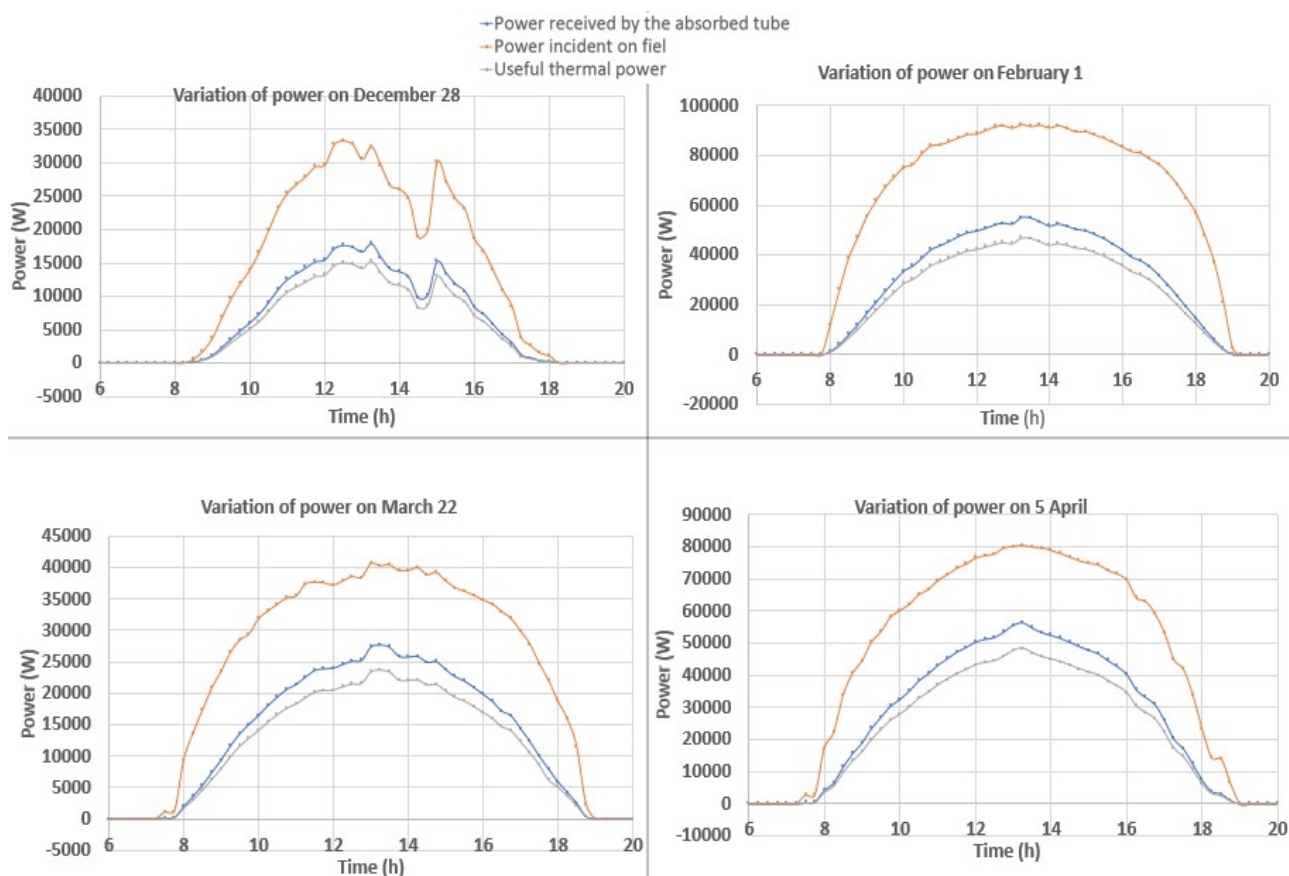 Power received by the absorbed tube
Power incident on fiel
Useful thermal power
Variation of power on December 28
40000
35000
30000
25000
20000
15000
10000
5000
0
-5000
Power (W)
6 8 10 12 14 16 18 20
Time (h)
Variation of power on February 1
100000
80000
60000
40000
20000
0
-20000
Power (W)
6 8 10 12 14 16 18 20
Time (h)
Variation of power on March 22
45000
40000
35000
30000
25000
20000
15000
10000
5000
0
-5000
Power (W)
6 8 10 12 14 16 18 20
Time (h)
Variation of power on 5 April
90000
80000
70000
60000
50000
40000
30000
20000
10000
0
-10000
Power (W)
6 8 10 12 14 16 18 20
Time (h)